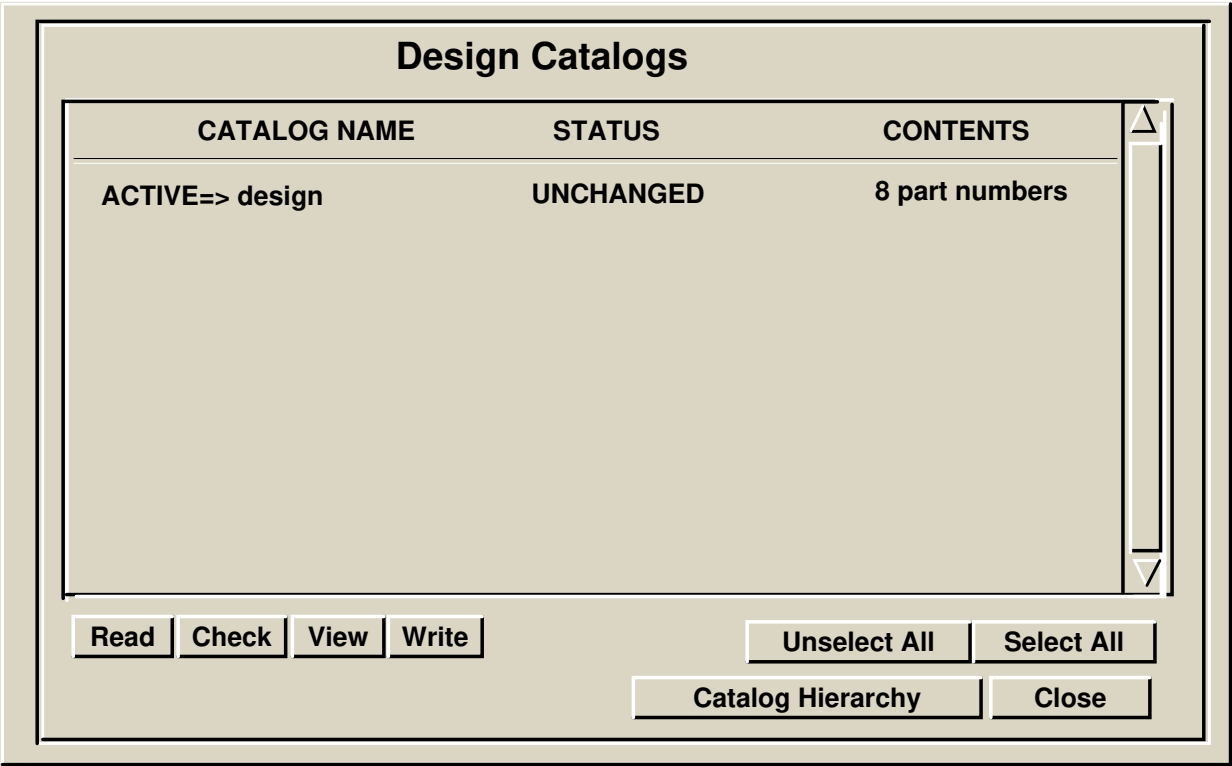 Design Catalogs
CATALOG NAME STATUS CONTENTS
ACTIVE=> design UNCHANGED 8 part numbers
Read Check View Write
Unselect All Select All
Catalog Hierarchy Close